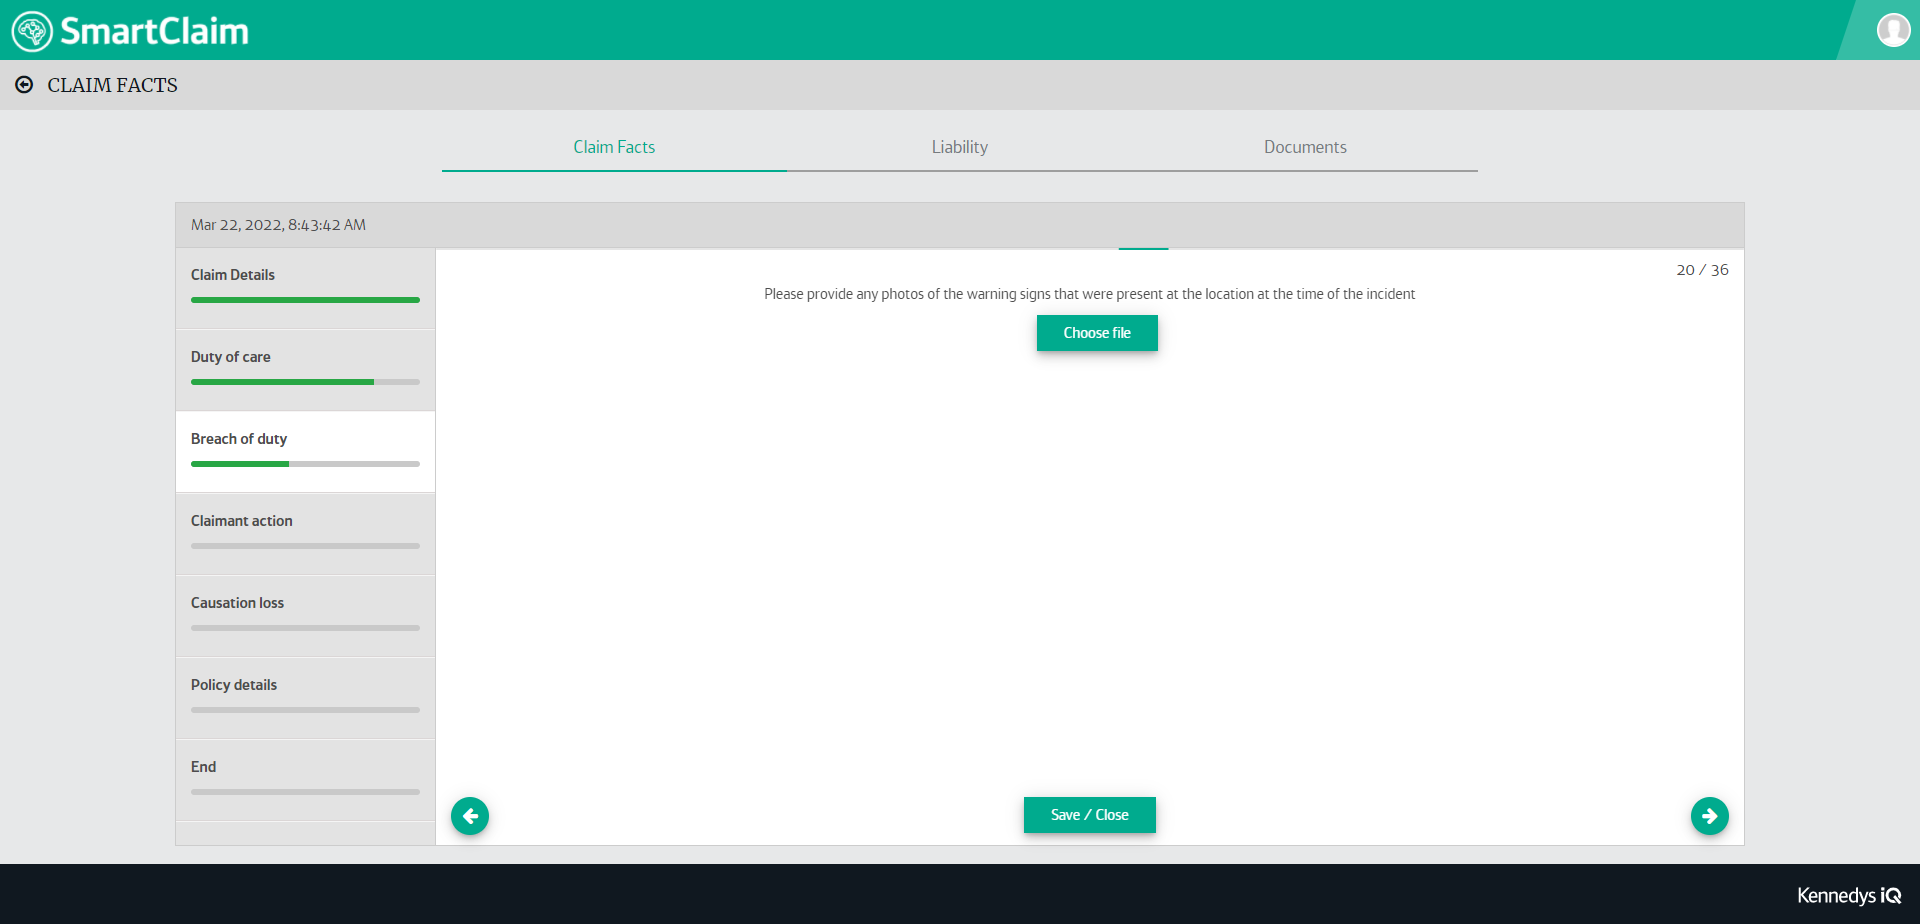 SmartClaim
CLAIM FACTS
Claim Facts
Liability
Documents
Mar 22, 2022, 8:43:42 AM
Claim Details
Duty of care
Breach of duty
Claimant action
Causation loss
Policy details
End
20 / 36
Please provide any photos of the warning signs that were present at the location at the time of the incident
Choose file
Save / Close
Kennedys iQ